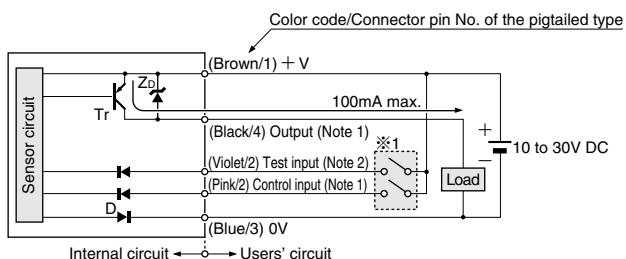 Color code/Connector pin No. of the pigtailed type
(Brown/1) + V
ZD
Tr
100mA max.
Sensor circuit
(Black/4) Output (Note 1)
※1
+
10 to 30V DC
−
(Violet/2) Test input (Note 2)
(Pink/2) Control input (Note 1)
Load
D
(Blue/3) 0V
Internal circuit
Users' circuit